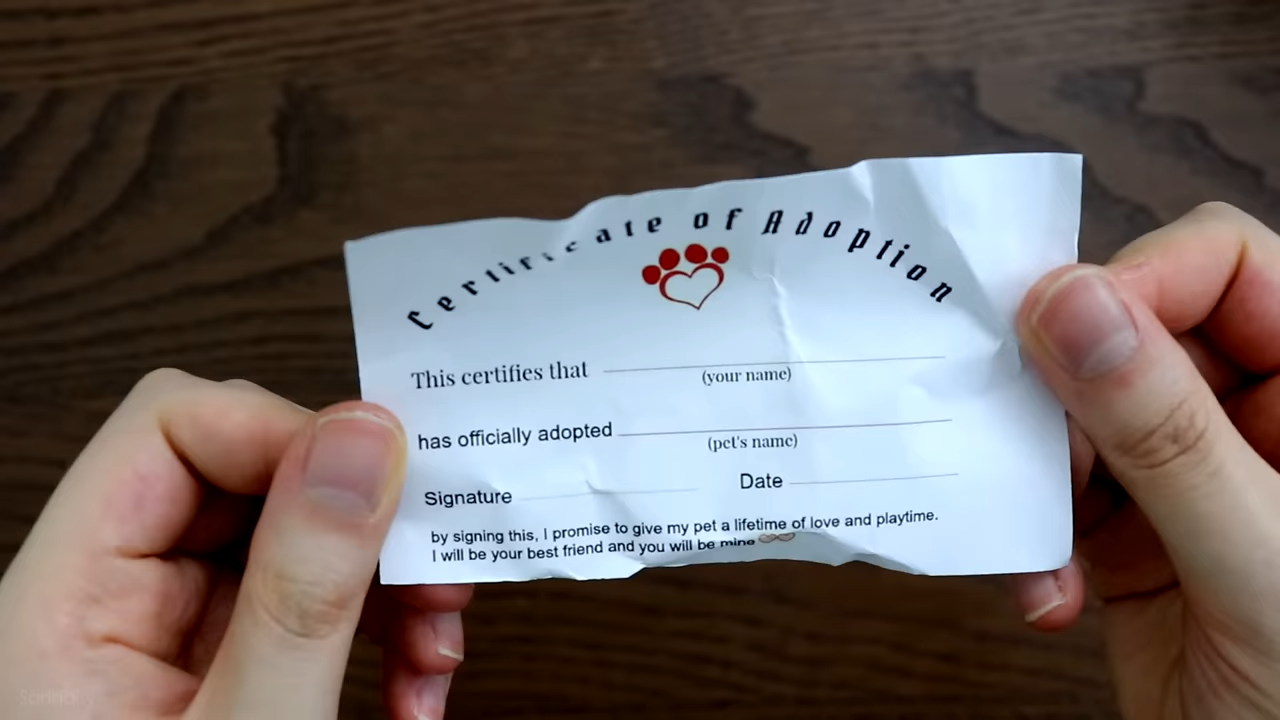 Certificate of Adoption
This certifies that
(your name)
has officially adopted
(pet's name)
Signature Date
by signing this, I promise to give my pet a lifetime of love and playtime.
I will be your best friend and you will be mine